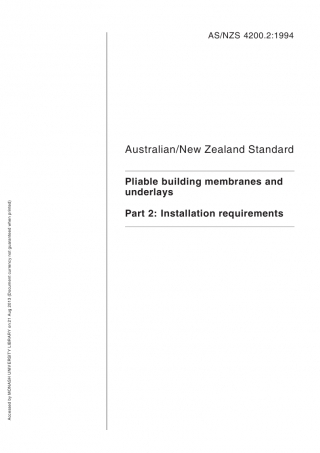 AS/NZS 4200.2:1994
Australian/New Zealand Standard
Pliable building membranes and
underlays
Part 2: Installation requirements
Accessed by MONASH UNIVERSITY LIBRARY on 21 Aug 2013 (Document currency not guaranteed when printed)